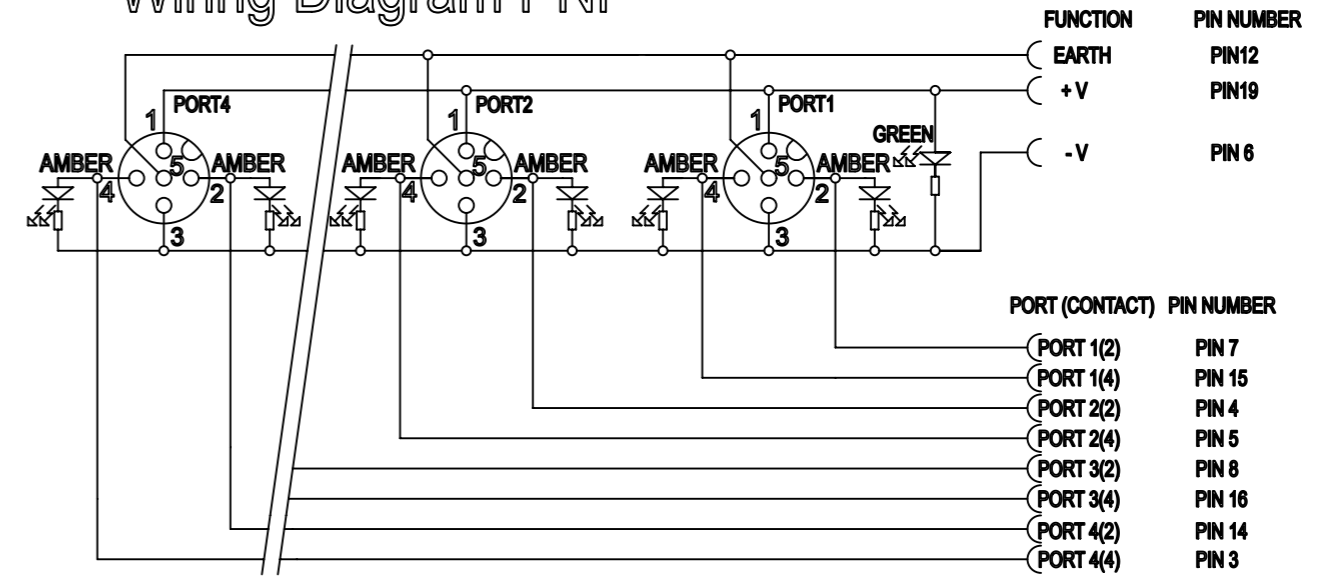 Wiring Diagram PNP
FUNCTION PIN NUMBER
EARTH PIN12
+V PIN19
-V PIN 6
PORT4 PORT2 PORT1
GREEN
1 1 1
AMBER 5 AMBER AMBER 5 AMBER AMBER 5 AMBER
4 2 4 2 4 2
3 3 3
PORT (CONTACT) PIN NUMBER
PORT 1(2) PIN 7
PORT 1(4) PIN 15
PORT 2(2) PIN 4
PORT 2(4) PIN 5
PORT 3(2) PIN 8
PORT 3(4) PIN 16
PORT 4(2) PIN 14
PORT 4(4) PIN 3